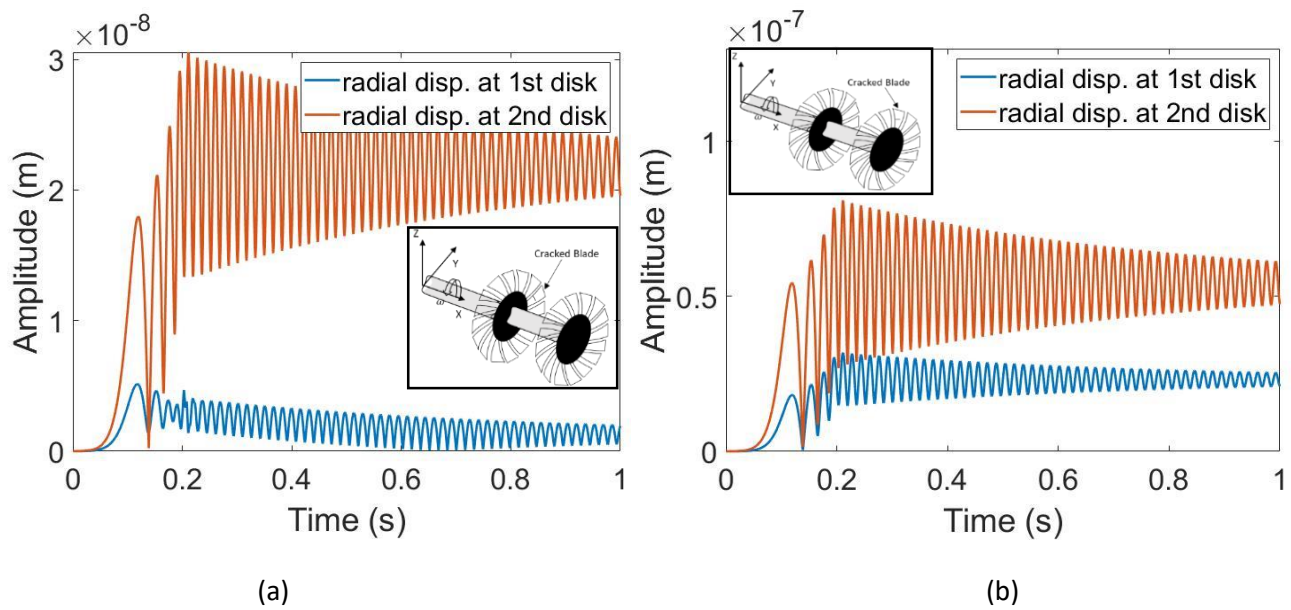 ×10⁻⁸
3
2
1
0
0 0.2 0.4 0.6 0.8 1
Amplitude (m)
Time (s)
radial disp. at 1st disk
radial disp. at 2nd disk
Z
Y
ω
X
Cracked Blade
(a)
×10⁻⁷
1
0.5
0
0 0.2 0.4 0.6 0.8 1
Amplitude (m)
Time (s)
radial disp. at 1st disk
radial disp. at 2nd disk
Z
Y
ω
X
Cracked Blade
(b)